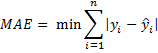 MAE = min ∑_{i=1}^{n} |y_i − ŷ_i|